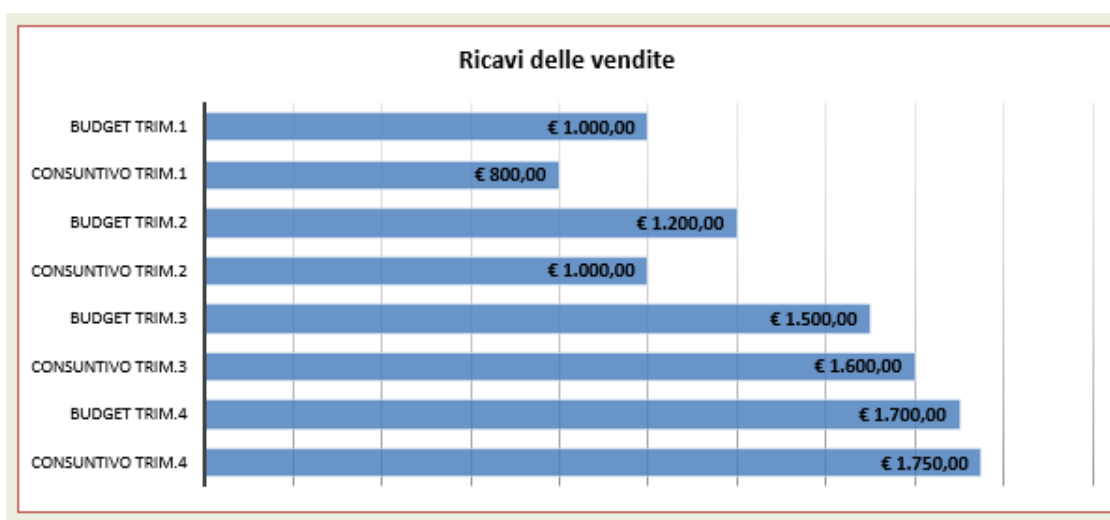 Ricavi delle vendite
BUDGET TRIM.1 € 1.000,00
CONSUNTIVO TRIM.1 € 800,00
BUDGET TRIM.2 € 1.200,00
CONSUNTIVO TRIM.2 € 1.000,00
BUDGET TRIM.3 € 1.500,00
CONSUNTIVO TRIM.3 € 1.600,00
BUDGET TRIM.4 € 1.700,00
CONSUNTIVO TRIM.4 € 1.750,00